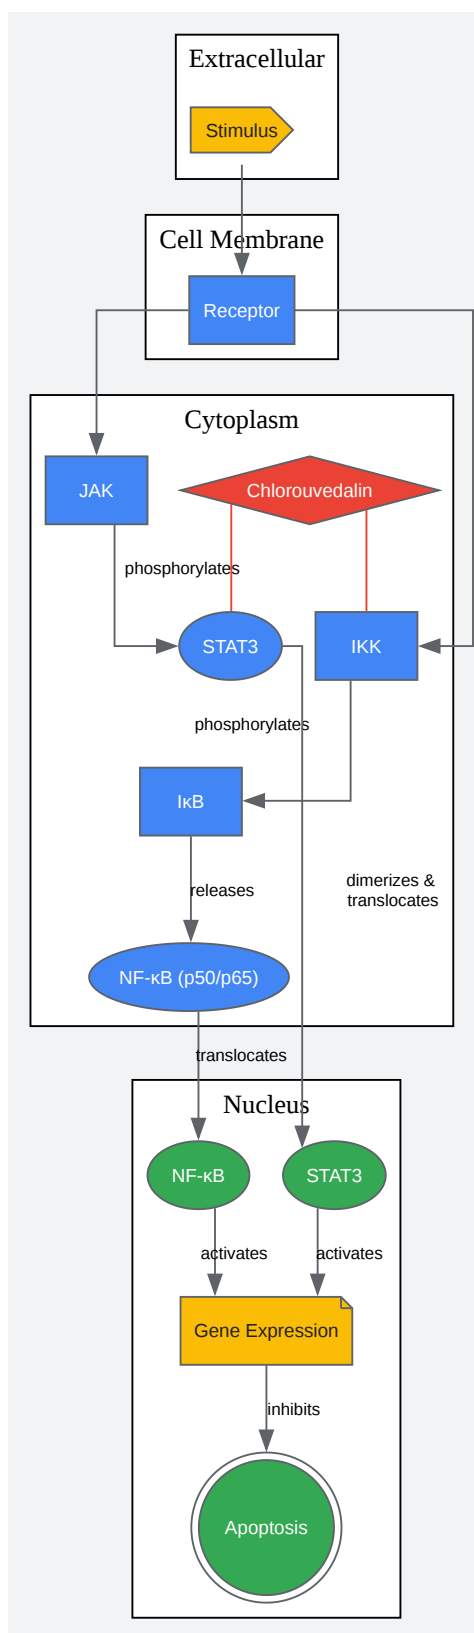 Extracellular
Stimulus
Cell Membrane
Receptor
Cytoplasm
JAK
Chlorouvedalin
phosphorylates
STAT3
IKK
phosphorylates
IκB
dimerizes &
translocates
releases
NF-κB (p50/p65)
translocates
Nucleus
NF-κB
STAT3
activates
activates
Gene Expression
inhibits
Apoptosis